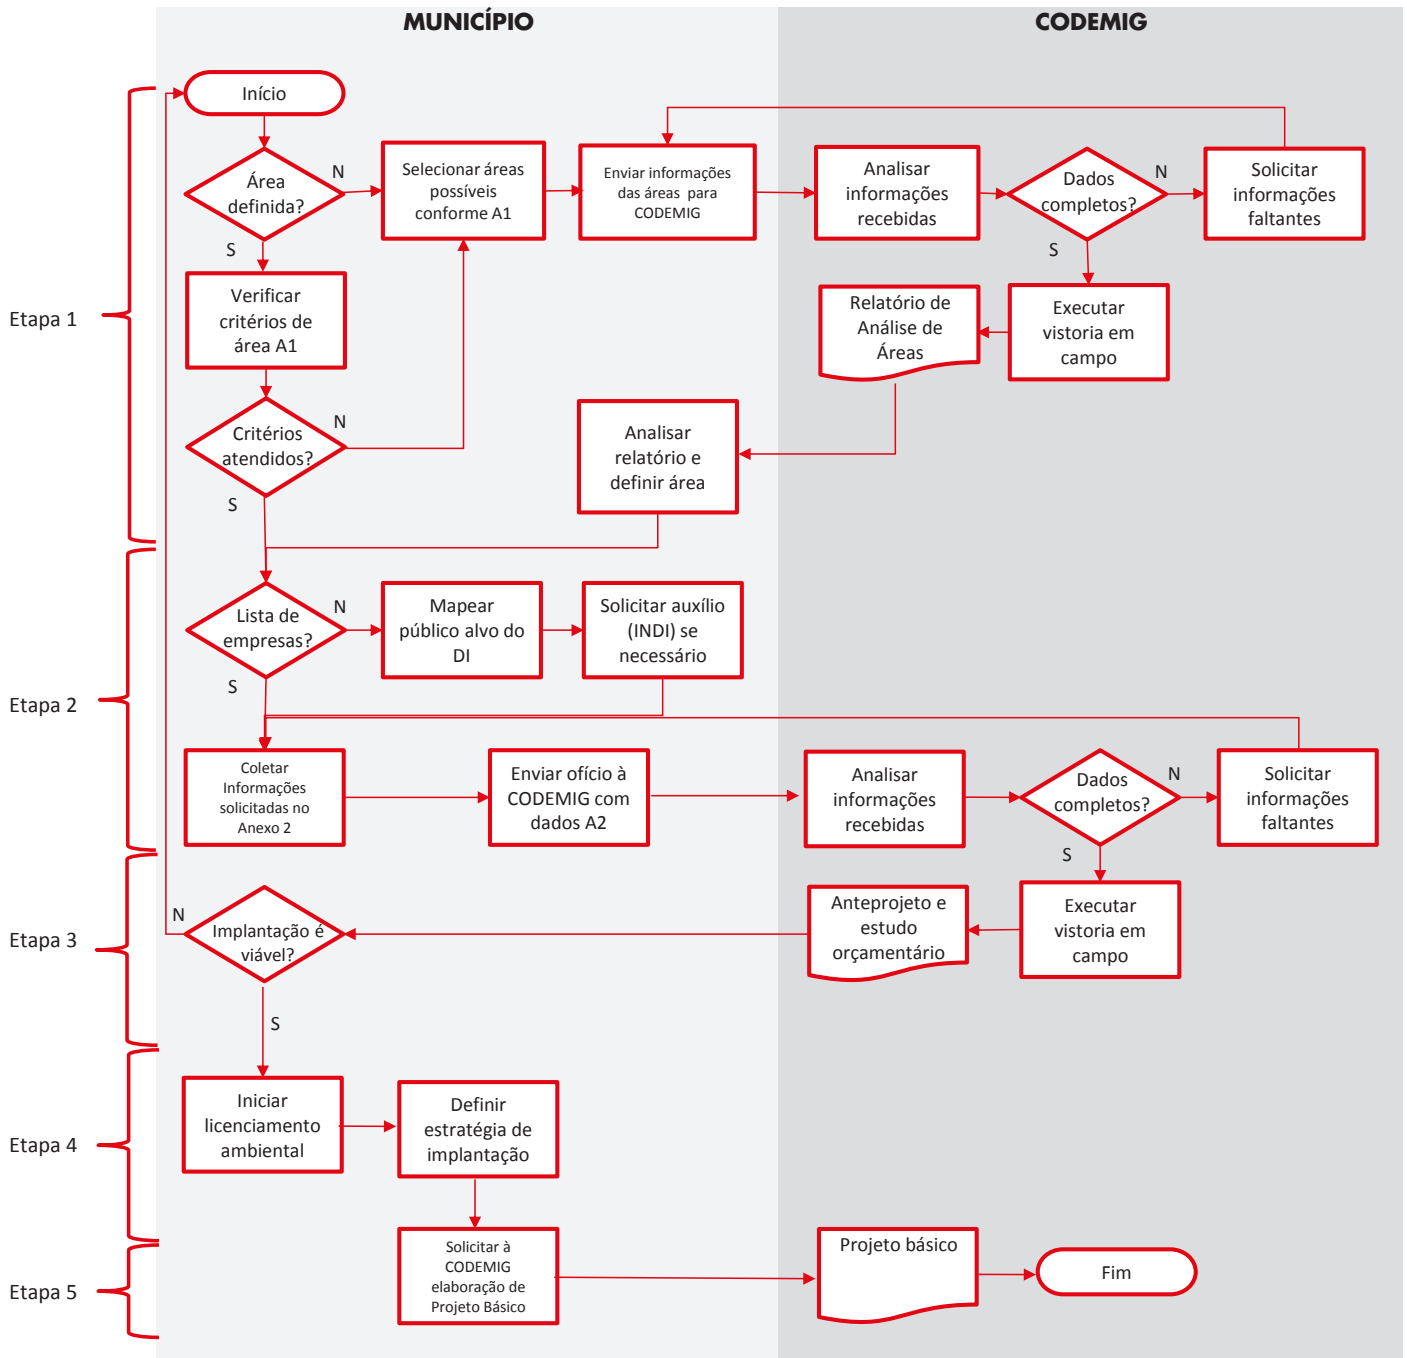 MUNICÍPIO
CODEMIG
Início
Área
definida?
N
S
Selecionar áreas
possíveis
conforme A1
Enviar informações
das áreas para
CODEMIG
Analisar
informações
recebidas
Dados
completos?
N
S
Solicitar
informações
faltantes
Etapa 1
Verificar
critérios de
área A1
Relatório de
Análise de
Áreas
Executar
vistoria em
campo
Critérios
atendidos?
N
S
Analisar
relatório e
definir área
Etapa 2
Lista de
empresas?
N
S
Mapear
público alvo do
DI
Solicitar auxílio
(INDI) se
necessário
Coletar
Informações
solicitadas no
Anexo 2
Enviar ofício à
CODEMIG com
dados A2
Analisar
informações
recebidas
Dados
completos?
N
S
Solicitar
informações
faltantes
Etapa 3
N
Implantação é
viável?
S
Anteprojeto e
estudo
orçamentário
Executar
vistoria em
campo
Etapa 4
Iniciar
licenciamento
ambiental
Definir
estratégia de
implantação
Etapa 5
Solicitar à
CODEMIG
elaboração de
Projeto Básico
Projeto básico
Fim